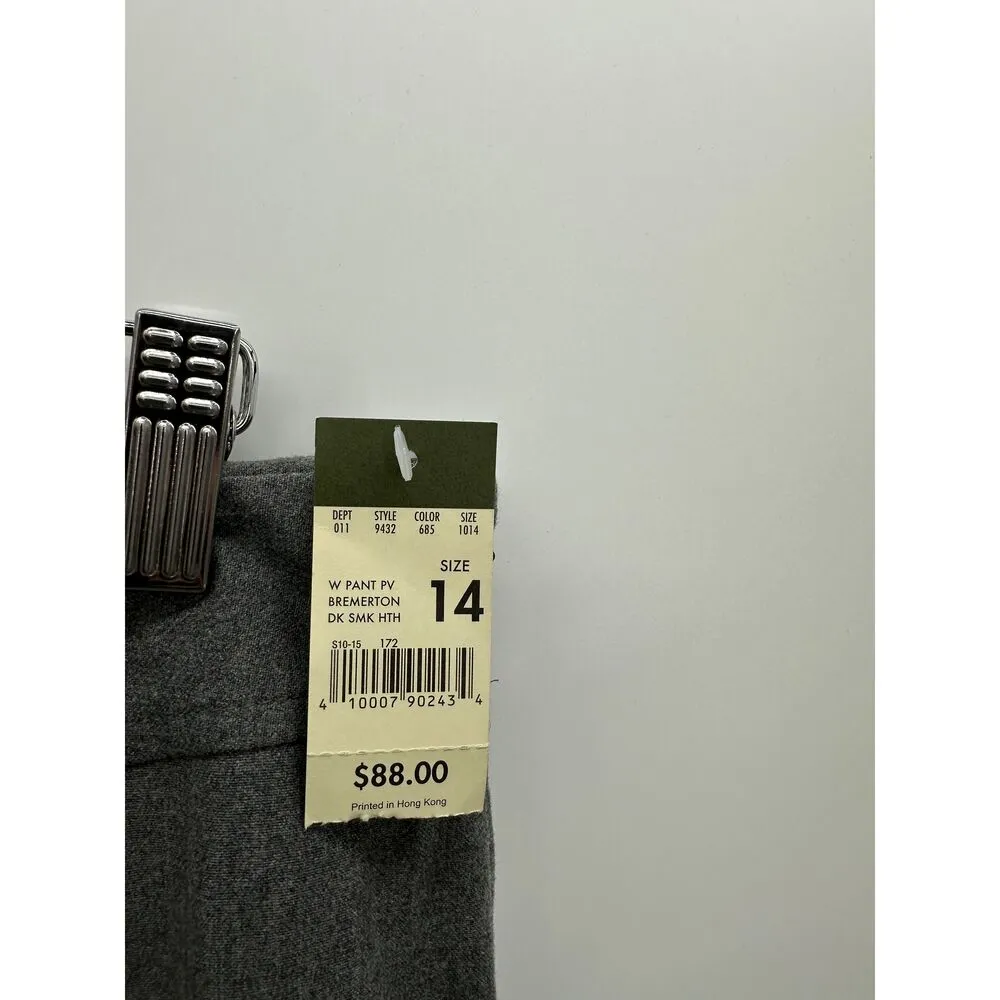 DEPT STYLE COLOR SIZE
011 9432 685 1014
SIZE
14
W PANT PV
BREMERTON
DK SMK HTH
S10-15 172
4 10007 90243 4
$88.00
Printed in Hong Kong